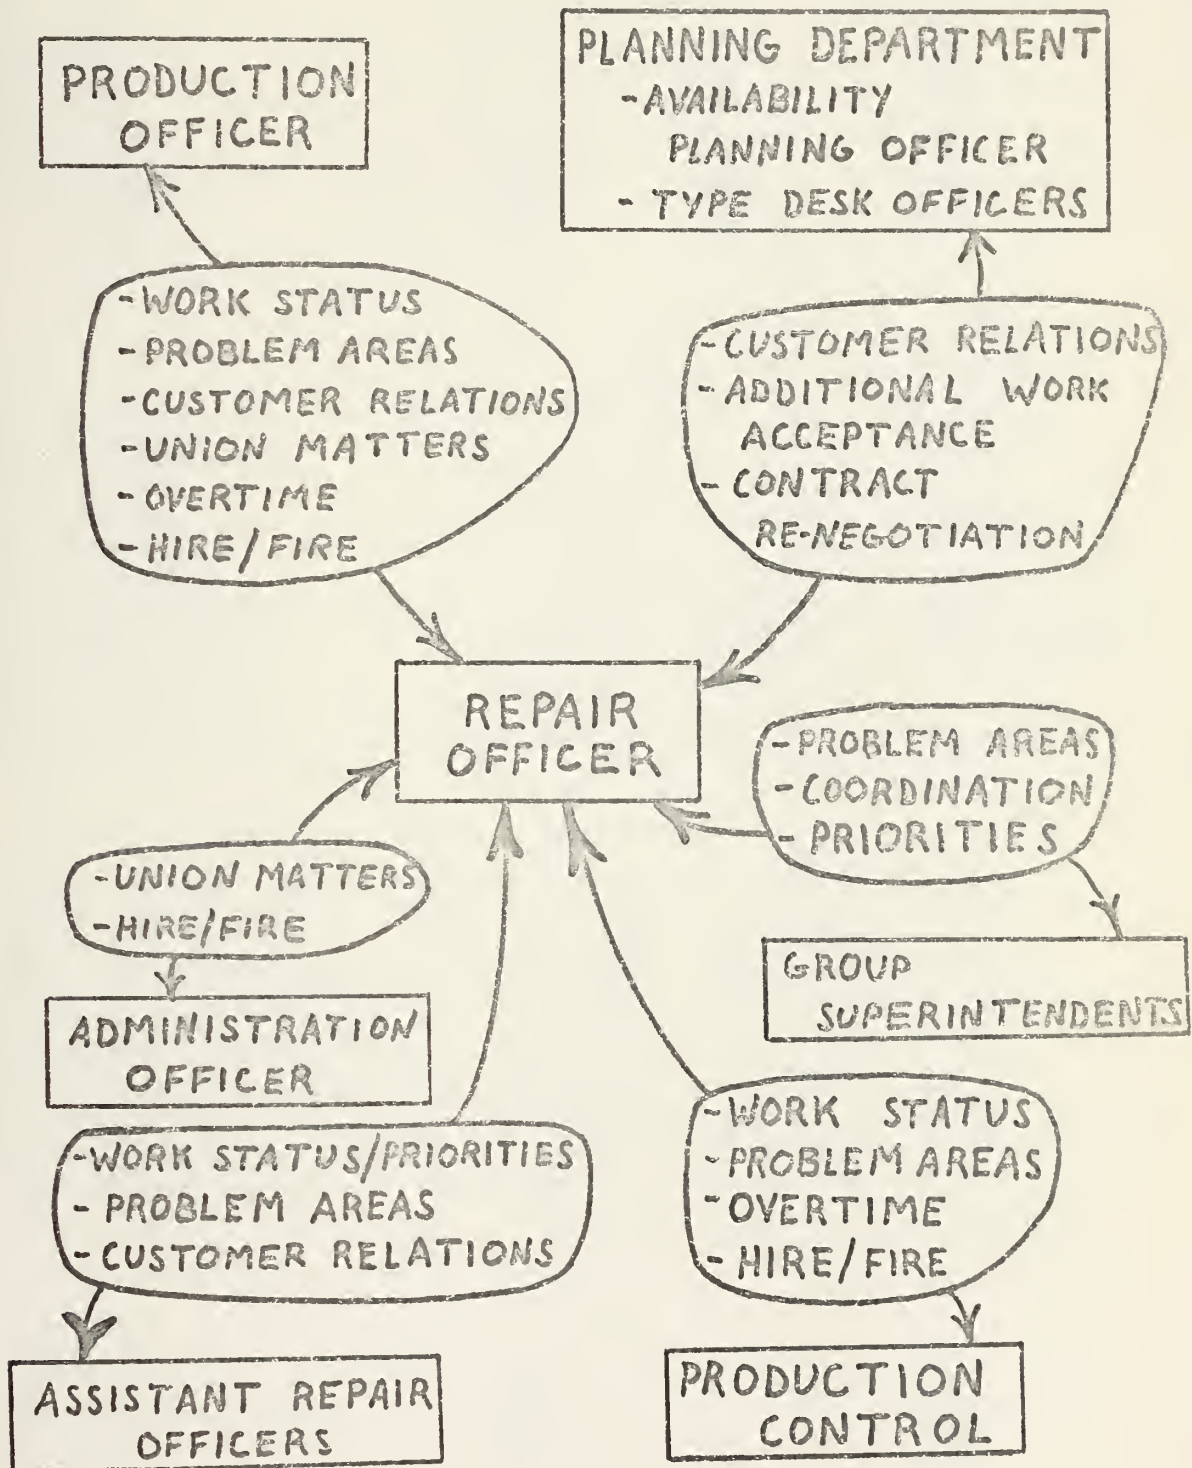 PRODUCTION
OFFICER
PLANNING DEPARTMENT
-AVAILABILITY
PLANNING OFFICER
- TYPE DESK OFFICERS
-WORK STATUS
-PROBLEM AREAS
-CUSTOMER RELATIONS
-UNION MATTERS
-OVERTIME
-HIRE/FIRE
-CUSTOMER RELATIONS
-ADDITIONAL WORK
ACCEPTANCE
- CONTRACT
RE-NEGOTIATION
REPAIR
OFFICER
-PROBLEM AREAS
-COORDINATION
-PRIORITIES
-UNION MATTERS
-HIRE/FIRE
GROUP
SUPERINTENDENTS
ADMINISTRATION
OFFICER
-WORK STATUS/PRIORITIES
- PROBLEM AREAS
- CUSTOMER RELATIONS
-WORK STATUS
-PROBLEM AREAS
-OVERTIME
- HIRE/FIRE
ASSISTANT REPAIR
OFFICERS
PRODUCTION
CONTROL